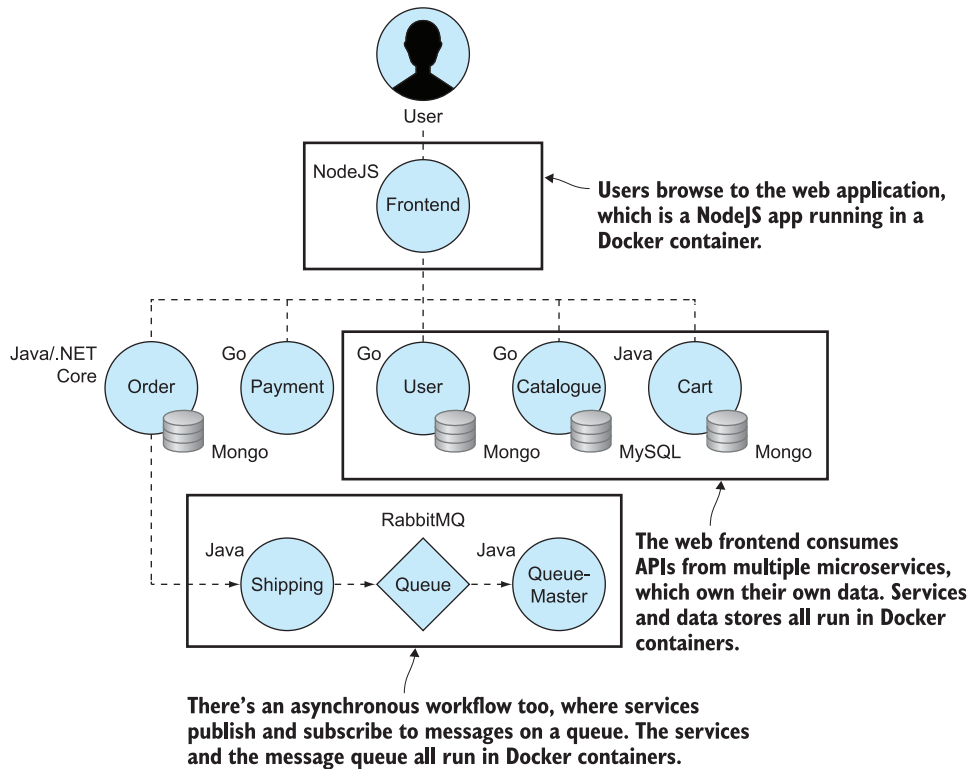 User
NodeJS
Frontend
Users browse to the web application,
which is a NodeJS app running in a
Docker container.
Java/.NET
Core
Order
Mongo
Go
Payment
Go
User
Mongo
Go
Catalogue
MySQL
Java
Cart
Mongo
RabbitMQ
Java
Shipping
Queue
Java
Queue-
Master
The web frontend consumes
APIs from multiple microservices,
which own their own data. Services
and data stores all run in Docker
containers.
There's an asynchronous workflow too, where services
publish and subscribe to messages on a queue. The services
and the message queue all run in Docker containers.